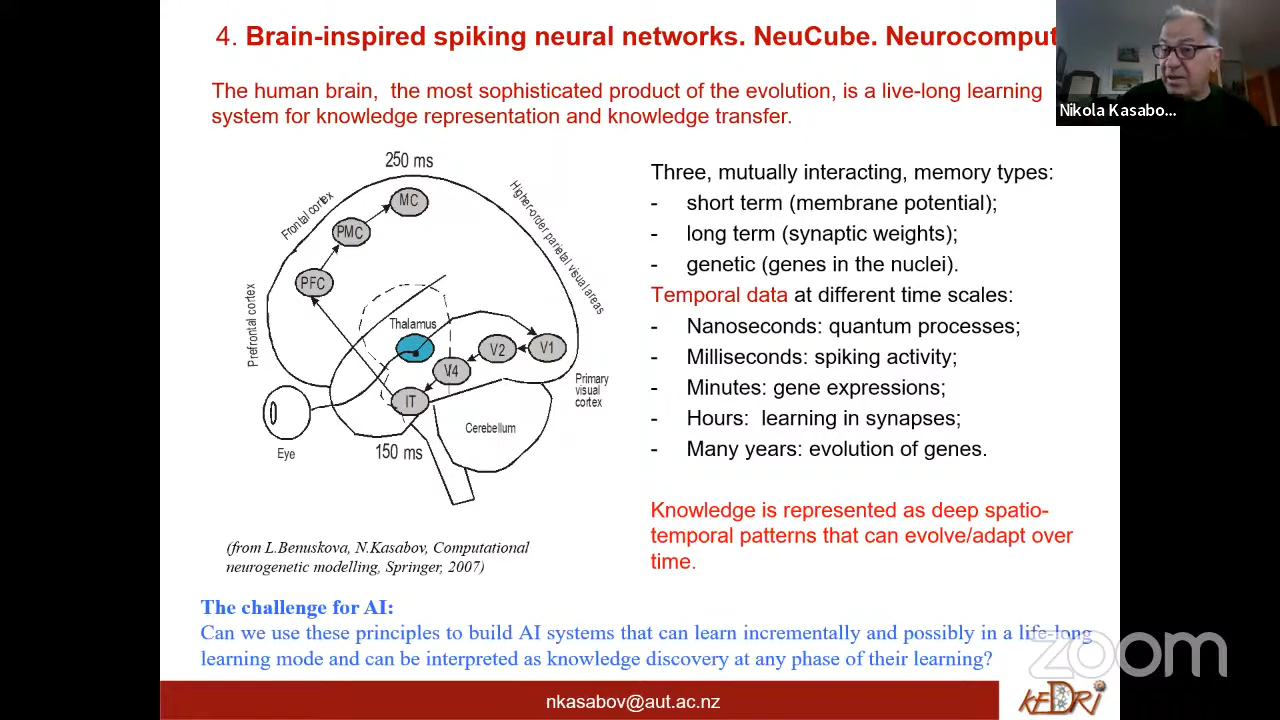 4. Brain-inspired spiking neural networks. NeuCube. Neurocomput
The human brain, the most sophisticated product of the evolution, is a live-long learning
system for knowledge representation and knowledge transfer.
Nikola Kasabo...
250 ms
Frontal cortex
Higher-order parietal visual areas
MC
PMC
PFC
Prefrontal cortex
Thalamus
V1
V2
V4
IT
Primary
visual
cortex
Cerebellum
Eye
150 ms
(from L.Benuskova, N.Kasabov, Computational
neurogenetic modelling, Springer, 2007)
Three, mutually interacting, memory types:
- short term (membrane potential);
- long term (synaptic weights);
- genetic (genes in the nuclei).
Temporal data at different time scales:
- Nanoseconds: quantum processes;
- Milliseconds: spiking activity;
- Minutes: gene expressions;
- Hours: learning in synapses;
- Many years: evolution of genes.
Knowledge is represented as deep spatio-
temporal patterns that can evolve/adapt over
time.
The challenge for AI:
Can we use these principles to build AI systems that can learn incrementally and possibly in a life-long
learning mode and can be interpreted as knowledge discovery at any phase of their learning?
zoom
nkasabov@aut.ac.nz
KEDRI